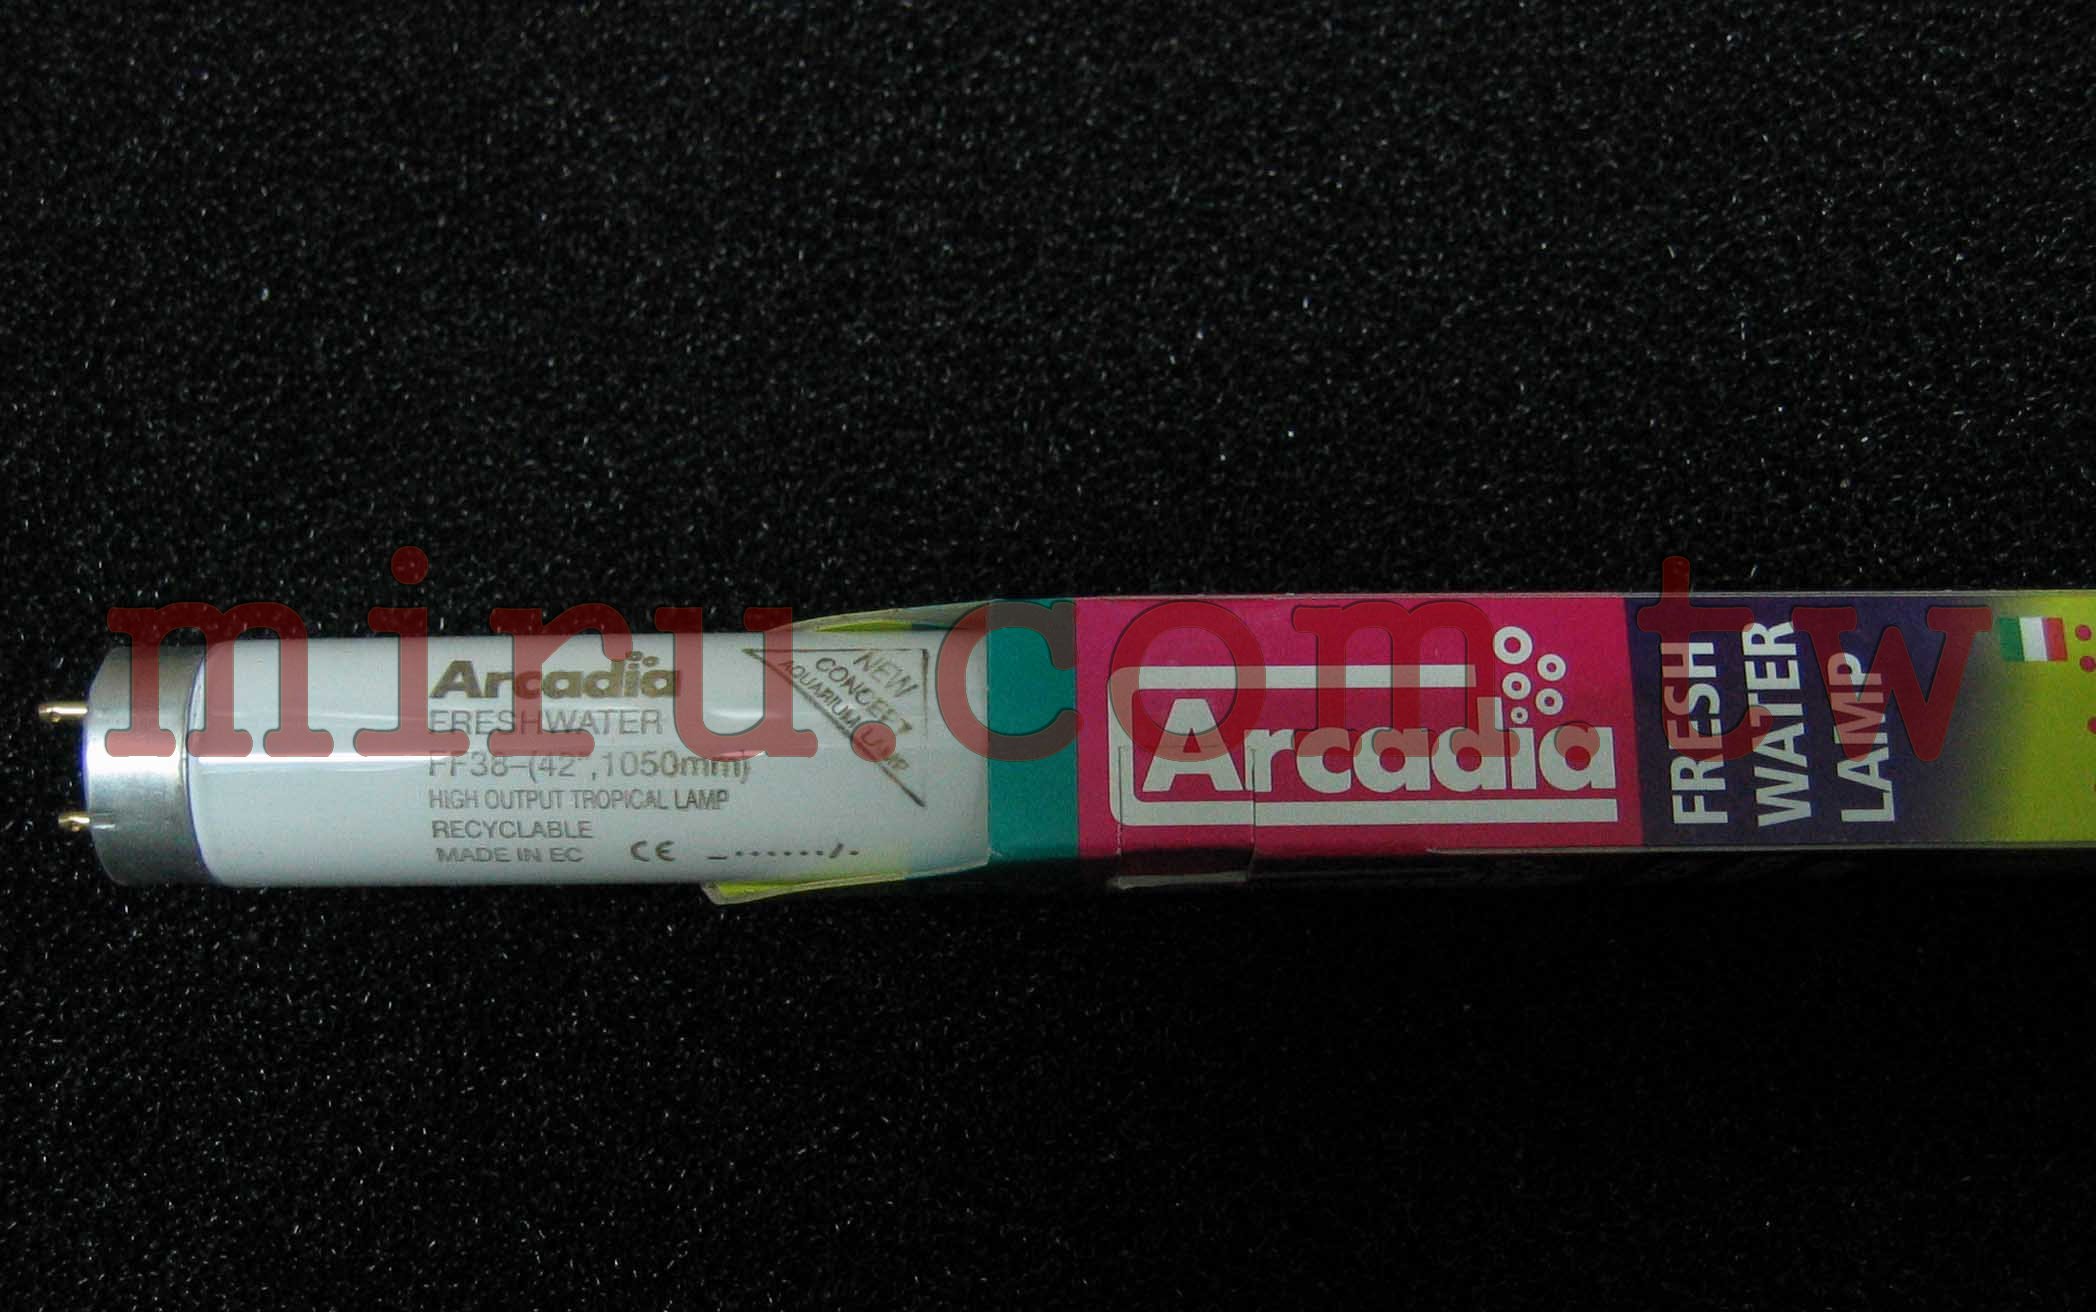 Arcadia
FRESHWATER
FF38-(42",1050mm)
HIGH OUTPUT TROPICAL LAMP
RECYCLABLE
MADE IN EC CE
NEW
CONCEPT
AQUARIUM LAMP
Arcadia
FRESH
WATER
LAMP
miru.com.tw